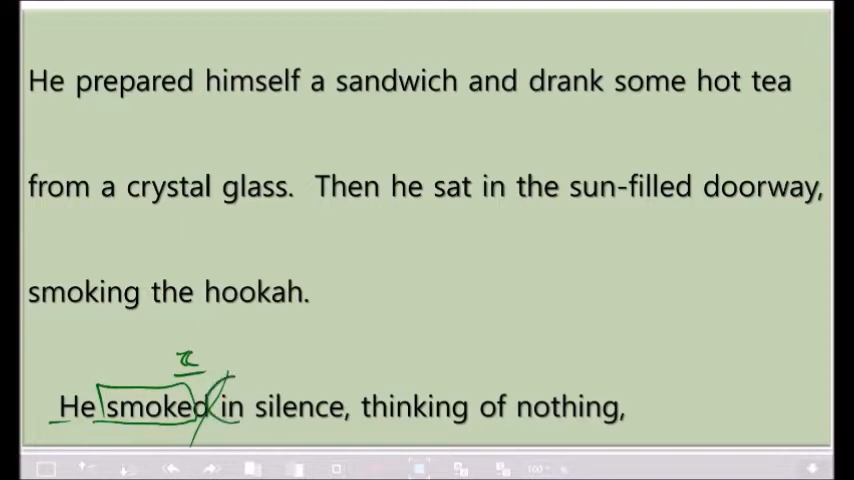 He prepared himself a sandwich and drank some hot tea
from a crystal glass. Then he sat in the sun-filled doorway,
smoking the hookah.
He smoked in silence, thinking of nothing,